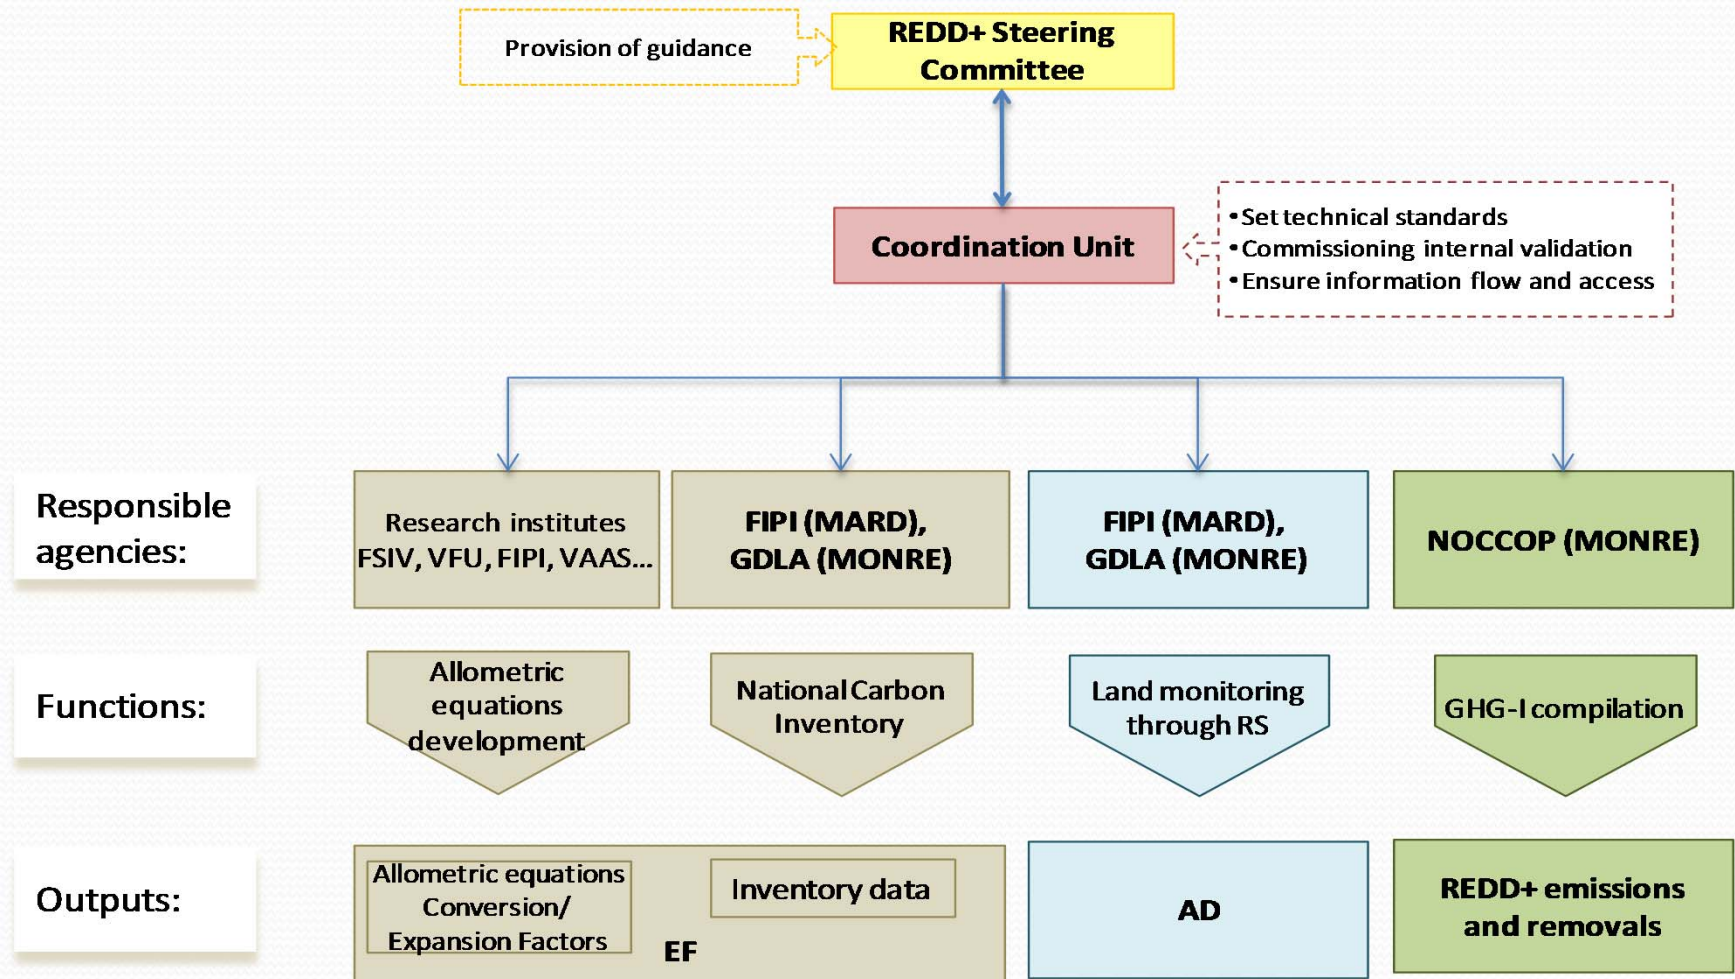 Provision of guidance
REDD+ Steering
Committee
Coordination Unit
•Set technical standards
•Commissioning internal validation
•Ensure information flow and access
Responsible
agencies:
Research institutes
FSIV, VFU, FIPI, VAAS...
FIPI (MARD),
GDLA (MONRE)
FIPI (MARD),
GDLA (MONRE)
NOCCOP (MONRE)
Functions:
Allometric
equations
development
National Carbon
Inventory
Land monitoring
through RS
GHG-I compilation
Outputs:
Allometric equations
Conversion/
Expansion Factors
Inventory data
EF
AD
REDD+ emissions
and removals